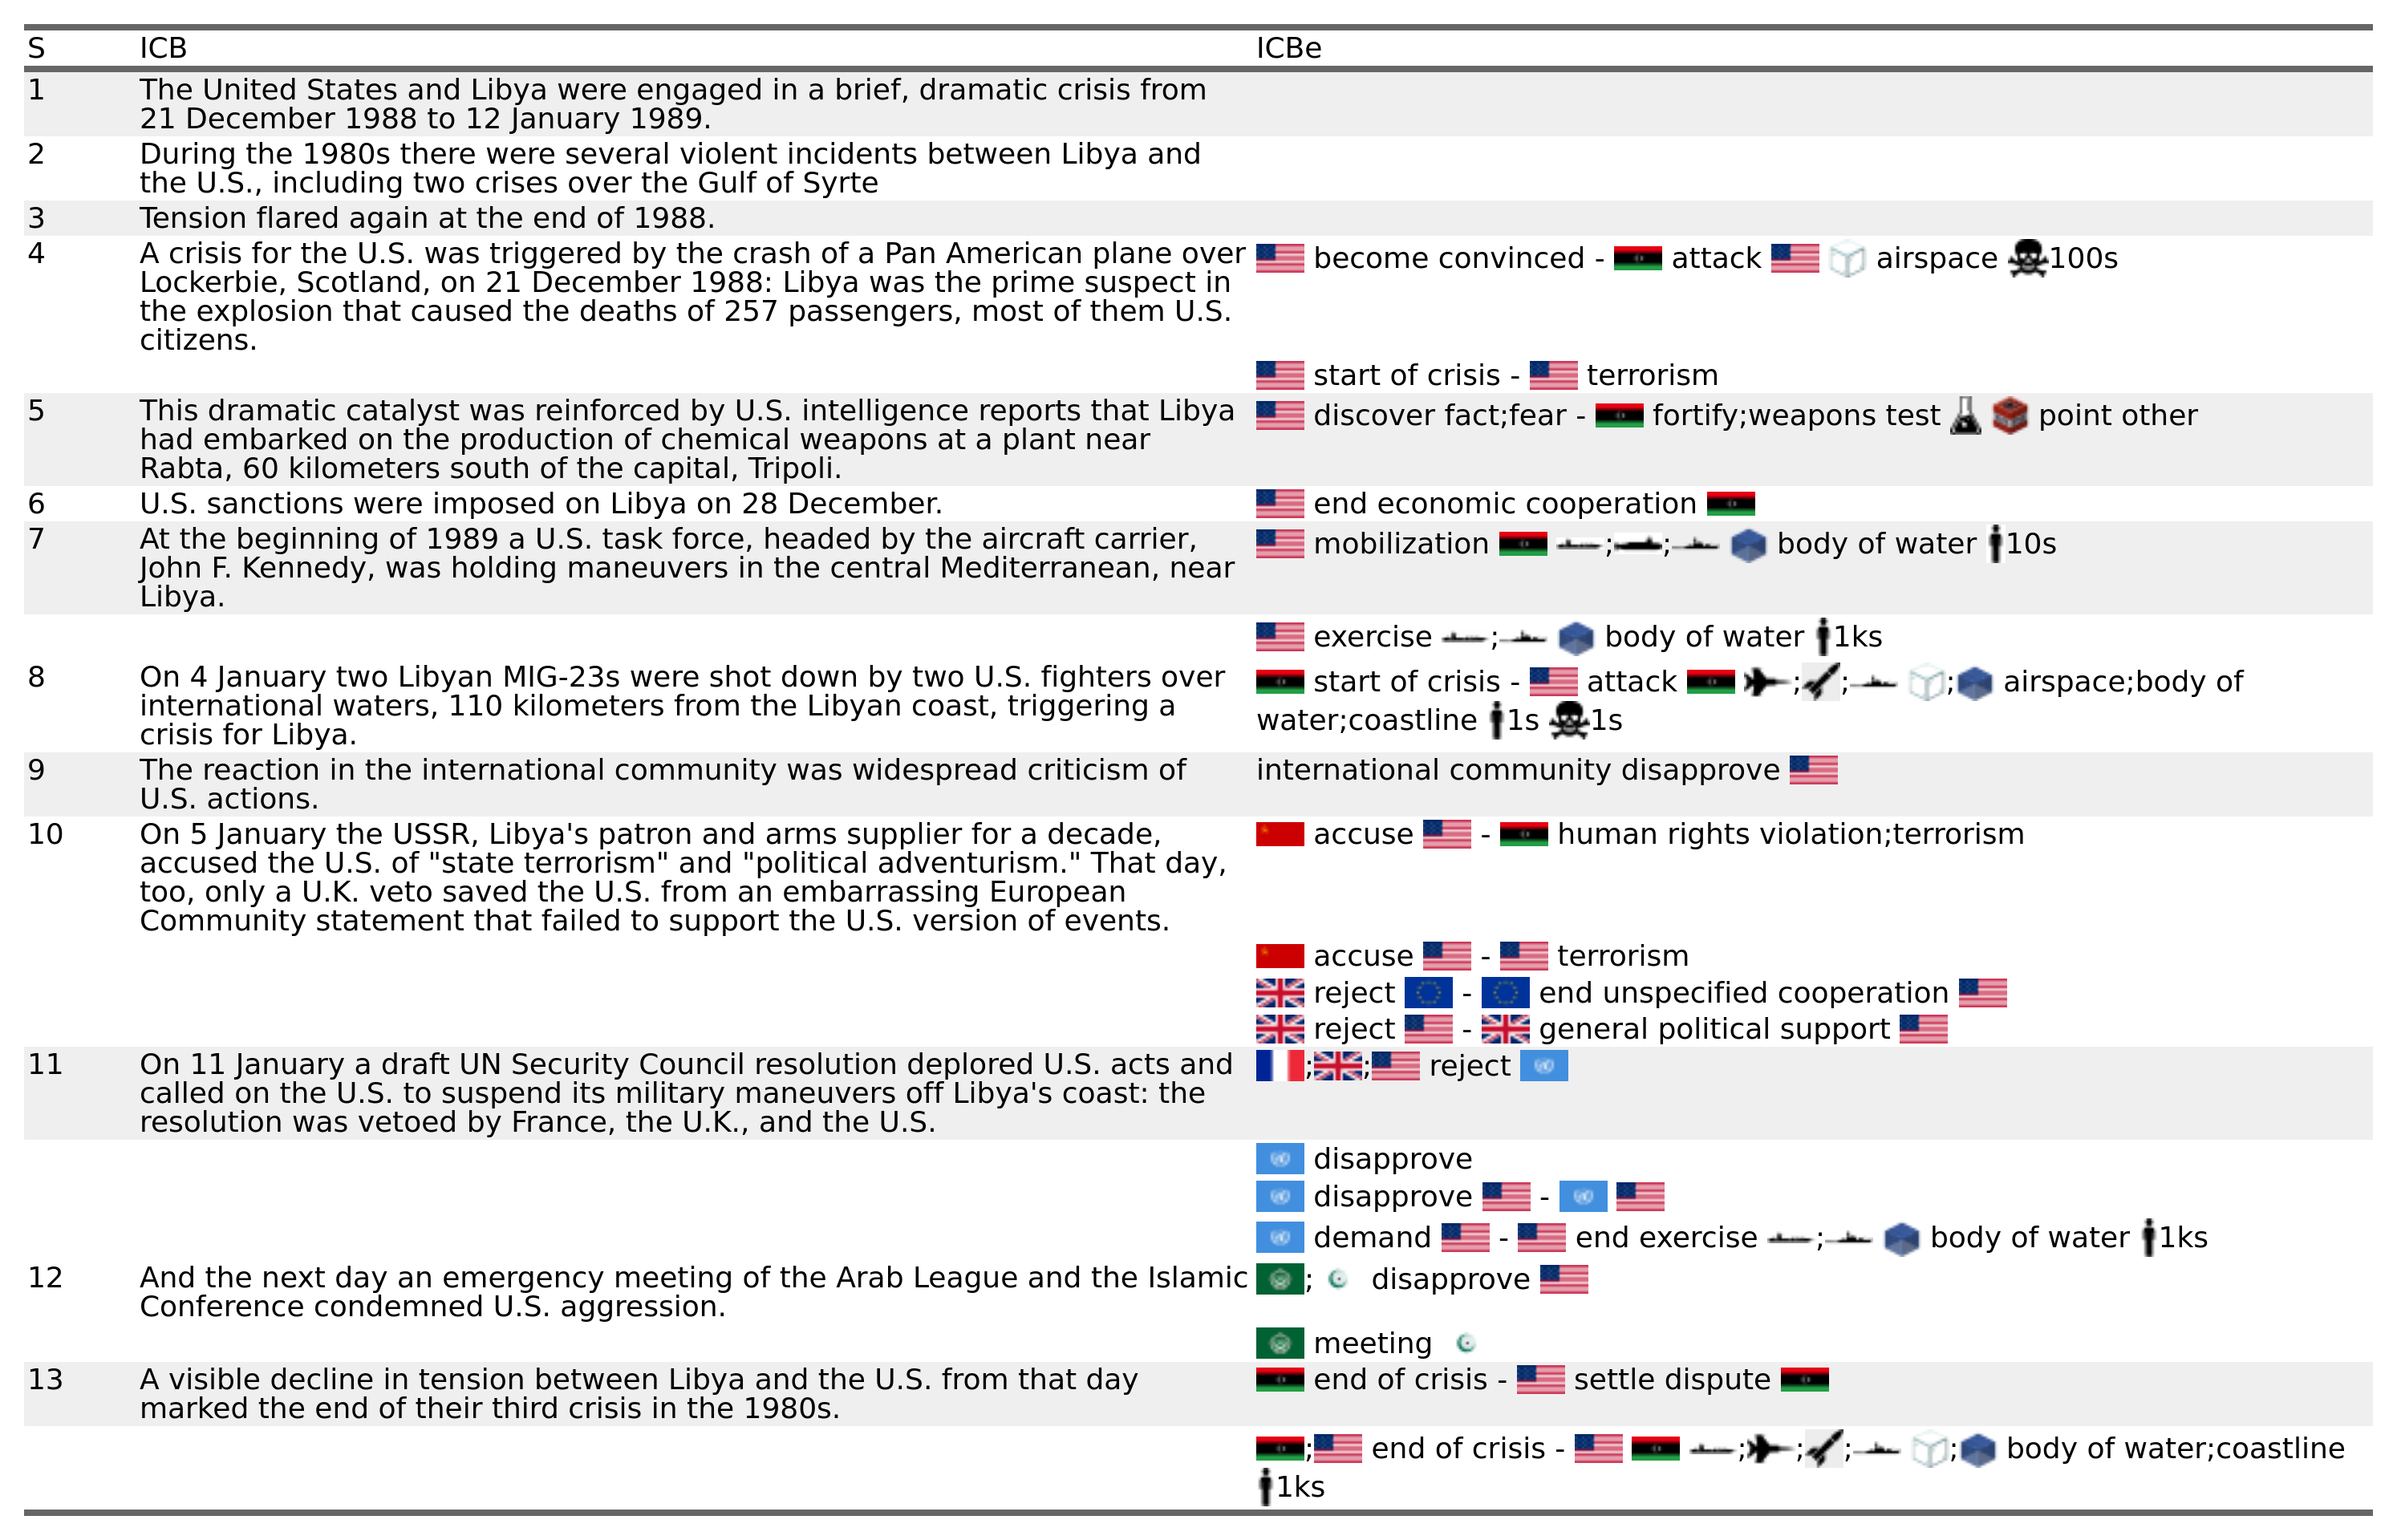 S ICB ICBe
1 The United States and Libya were engaged in a brief, dramatic crisis from
21 December 1988 to 12 January 1989.
2 During the 1980s there were several violent incidents between Libya and
the U.S., including two crises over the Gulf of Syrte
3 Tension flared again at the end of 1988.
4 A crisis for the U.S. was triggered by the crash of a Pan American plane over
Lockerbie, Scotland, on 21 December 1988: Libya was the prime suspect in
the explosion that caused the deaths of 257 passengers, most of them U.S.
citizens.
become convinced - attack airspace 100s
start of crisis - terrorism
5 This dramatic catalyst was reinforced by U.S. intelligence reports that Libya
had embarked on the production of chemical weapons at a plant near
Rabta, 60 kilometers south of the capital, Tripoli.
discover fact;fear - fortify;weapons test point other
6 U.S. sanctions were imposed on Libya on 28 December.
end economic cooperation
7 At the beginning of 1989 a U.S. task force, headed by the aircraft carrier,
John F. Kennedy, was holding maneuvers in the central Mediterranean, near
Libya.
mobilization ; ; body of water 10s
exercise ; body of water 1ks
8 On 4 January two Libyan MIG-23s were shot down by two U.S. fighters over
international waters, 110 kilometers from the Libyan coast, triggering a
crisis for Libya.
start of crisis - attack ; ; ; airspace;body of
water;coastline 1s 1s
9 The reaction in the international community was widespread criticism of
U.S. actions.
international community disapprove
10 On 5 January the USSR, Libya's patron and arms supplier for a decade,
accused the U.S. of "state terrorism" and "political adventurism." That day,
too, only a U.K. veto saved the U.S. from an embarrassing European
Community statement that failed to support the U.S. version of events.
accuse - human rights violation;terrorism
accuse - terrorism
reject - end unspecified cooperation
reject - general political support
11 On 11 January a draft UN Security Council resolution deplored U.S. acts and
called on the U.S. to suspend its military maneuvers off Libya's coast: the
resolution was vetoed by France, the U.K., and the U.S.
; ; reject
disapprove
disapprove -
demand - end exercise ; body of water 1ks
12 And the next day an emergency meeting of the Arab League and the Islamic
Conference condemned U.S. aggression.
; disapprove
meeting
13 A visible decline in tension between Libya and the U.S. from that day
marked the end of their third crisis in the 1980s.
end of crisis - settle dispute
; end of crisis - ; ; ; ; body of water;coastline
1ks